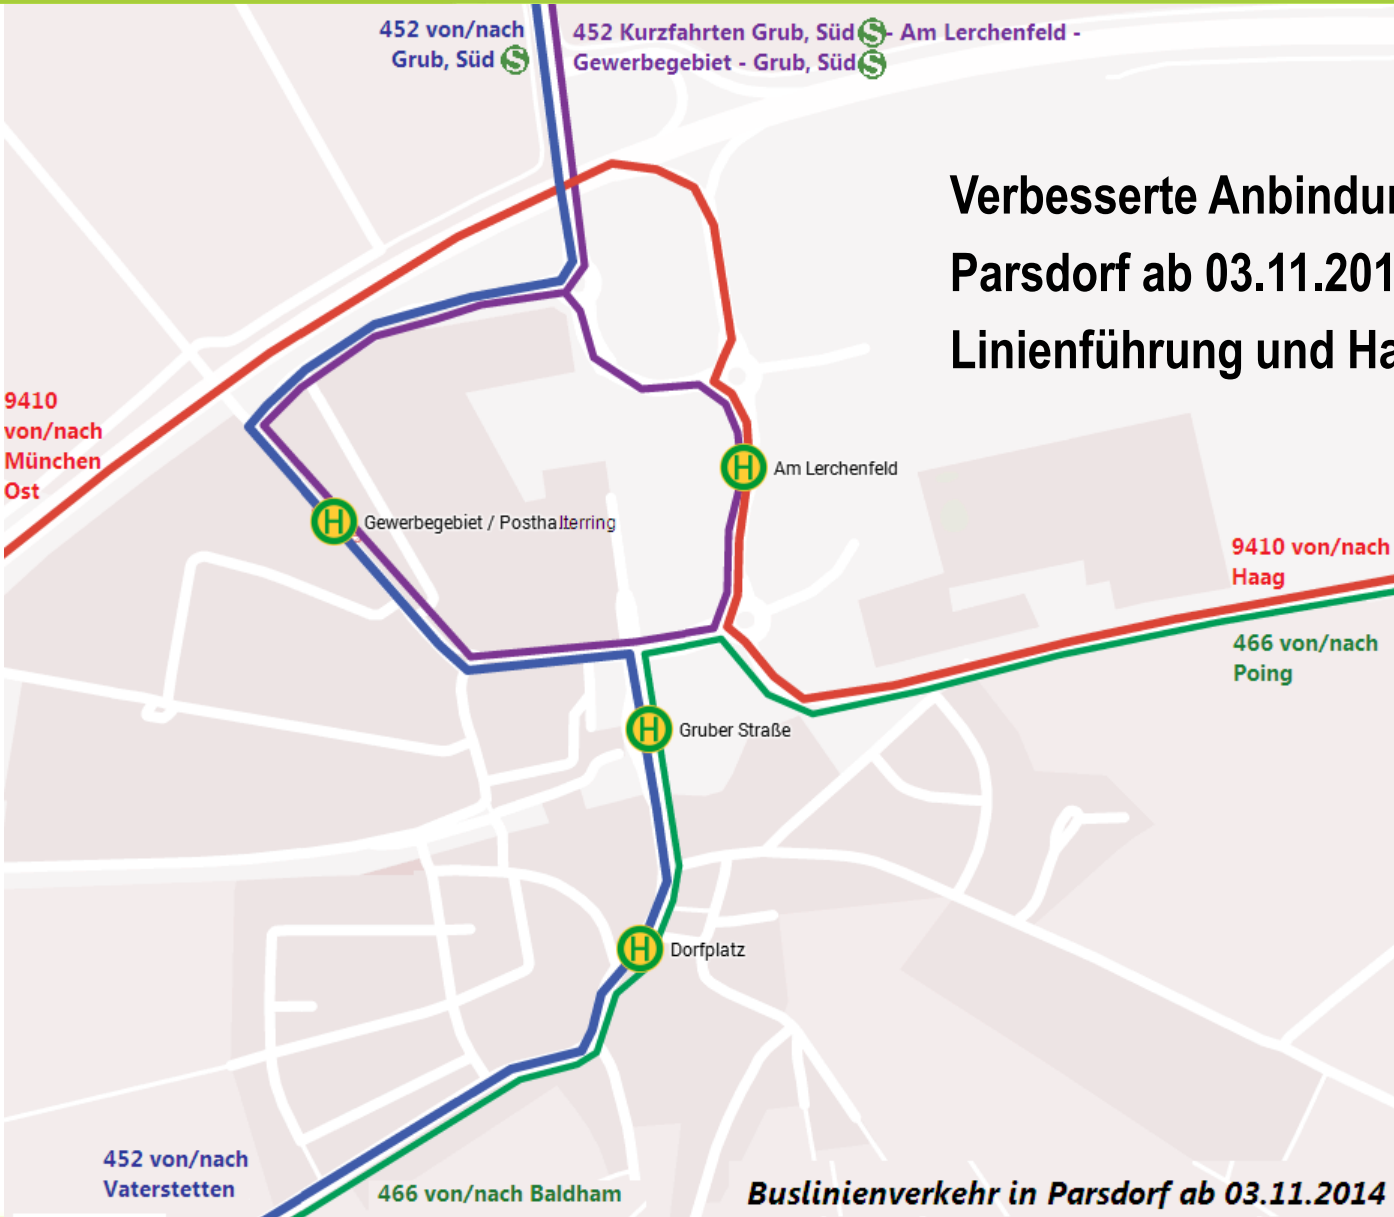 452 von/nach
Grub, Süd S
452 Kurzfahrten Grub, Süd S - Am Lerchenfeld -
Gewerbegebiet - Grub, Süd S
Verbesserte Anbindun
Parsdorf ab 03.11.201
Linienführung und Ha
9410
von/nach
München
Ost
H Am Lerchenfeld
H Gewerbegebiet / Posthalterring
9410 von/nach
Haag
466 von/nach
Poing
H Gruber Straße
H Dorfplatz
452 von/nach
Vaterstetten
466 von/nach Baldham
Buslinienverkehr in Parsdorf ab 03.11.2014